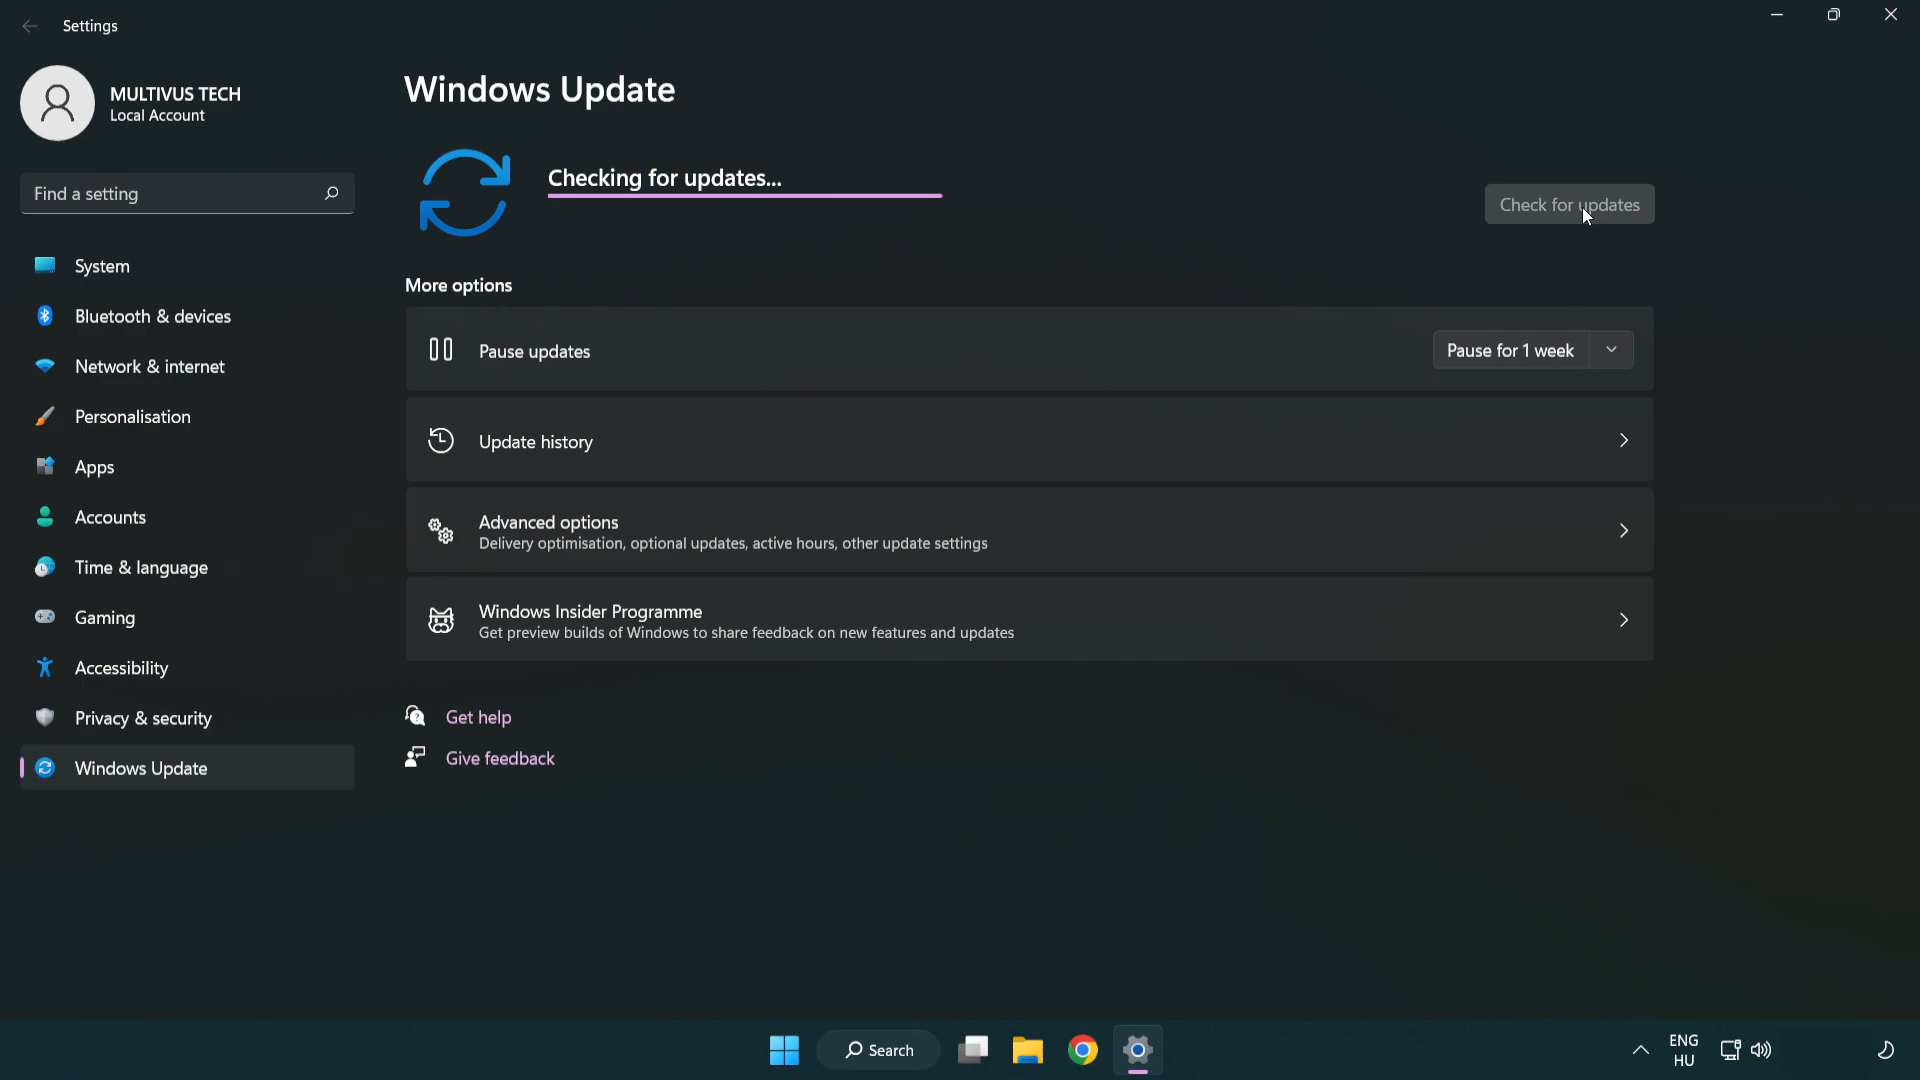 Settings
MULTIVUS TECH
Local Account
Find a setting
System
Bluetooth & devices
Network & internet
Personalisation
Apps
Accounts
Time & language
Gaming
Accessibility
Privacy & security
Windows Update
Windows Update
Checking for updates...
Check for updates
More options
Pause updates
Pause for 1 week
Update history
Advanced options
Delivery optimisation, optional updates, active hours, other update settings
Windows Insider Programme
Get preview builds of Windows to share feedback on new features and updates
Get help
Give feedback
Search
ENG
HU